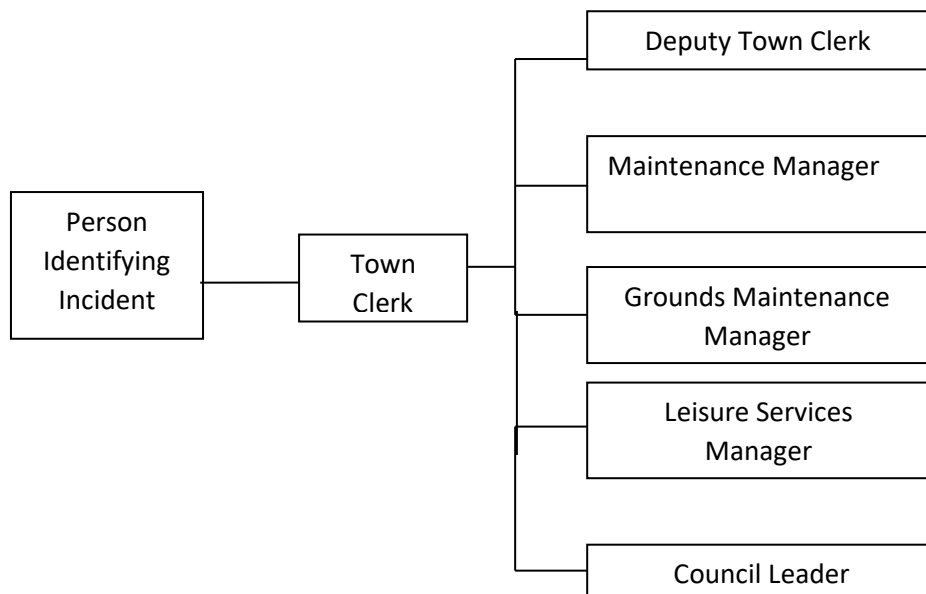 Person
Identifying
Incident
Town
Clerk
Deputy Town Clerk
Maintenance Manager
Grounds Maintenance
Manager
Leisure Services
Manager
Council Leader